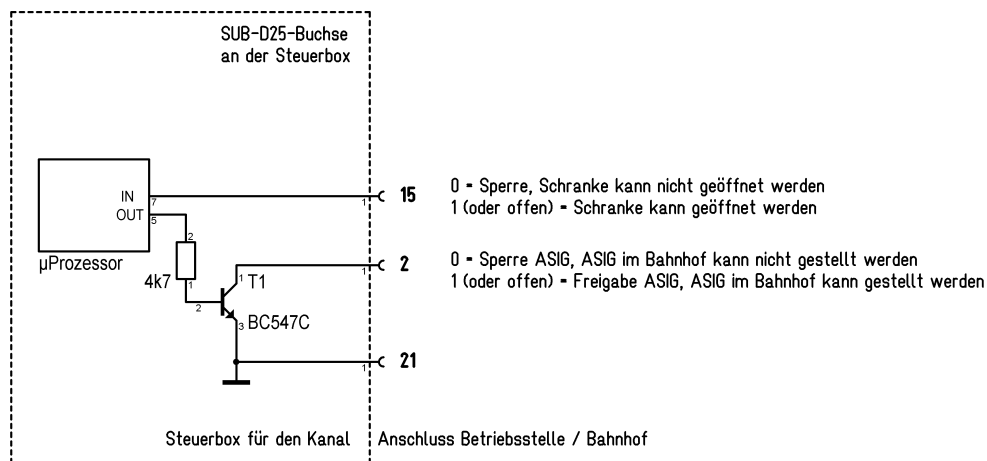 SUB-D25-Buchse
an der Steuerbox
IN
7
OUT
5
µProzessor
1
15
0 - Sperre, Schranke kann nicht geöffnet werden
1 (oder offen) - Schranke kann geöffnet werden
2
4k7
1
2
1
T1
3
BC547C
1
2
0 - Sperre ASIG, ASIG im Bahnhof kann nicht gestellt werden
1 (oder offen) - Freigabe ASIG, ASIG im Bahnhof kann gestellt werden
1
21
Steuerbox für den Kanal
Anschluss Betriebsstelle / Bahnhof